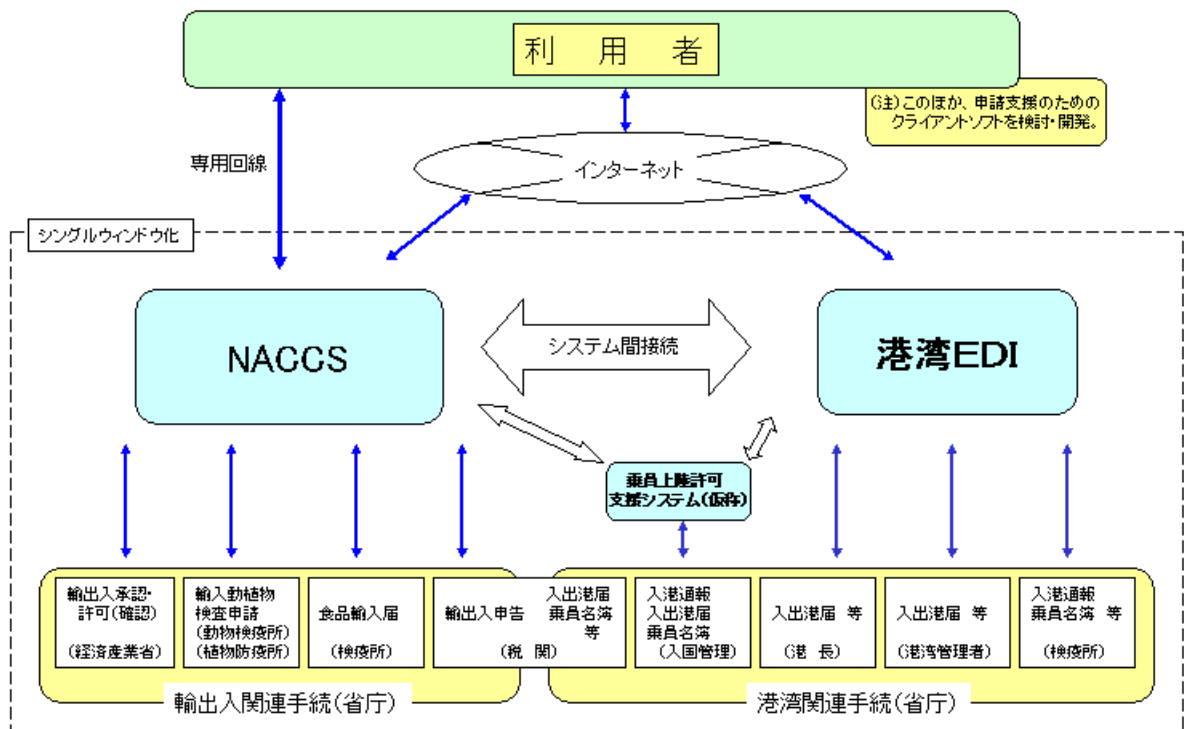 利 用 者
(注)このほか、申請支援のための
クライアントソフトを検討・開発。
専用回線
インターネット
シングルウィンドウ化
NACCS
システム間接続
港湾EDI
乗員上陸許可
支援システム(仮称)
輸出入承認・
許可(確認)
(経済産業省)
輸入動植物
検査申請
(動物検疫所)
(植物防疫所)
食品輸入届
(検疫所)
輸出入申告
入出港届
乗員名簿
等
(税 関)
入港通報
入出港届
乗員名簿
(入国管理)
入出港届 等
(港 長)
入出港届 等
(港湾管理者)
入港通報
乗員名簿 等
(検疫所)
輸出入関連手続(省庁)
港湾関連手続(省庁)